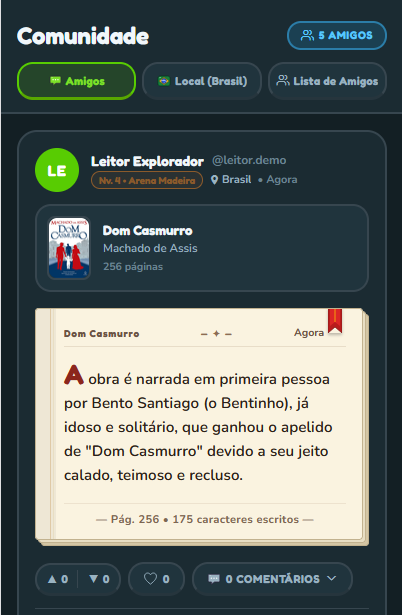 Comunidade
5 AMIGOS
Amigos
Local (Brasil)
Lista de Amigos
LE
Leitor Explorador @leitor.demo
Nv. 4 • Arena Madeira Brasil • Agora
MACHADO DE ASSIS
DOM
CASMURRO
Dom Casmurro
Machado de Assis
256 páginas
Dom Casmurro — ✦ — Agora
A obra é narrada em primeira pessoa
por Bento Santiago (o Bentinho), já
idoso e solitário, que ganhou o apelido
de "Dom Casmurro" devido a seu jeito
calado, teimoso e recluso.
— Pág. 256 • 175 caracteres escritos —
▲ 0 ▼ 0 0 0 COMENTÁRIOS